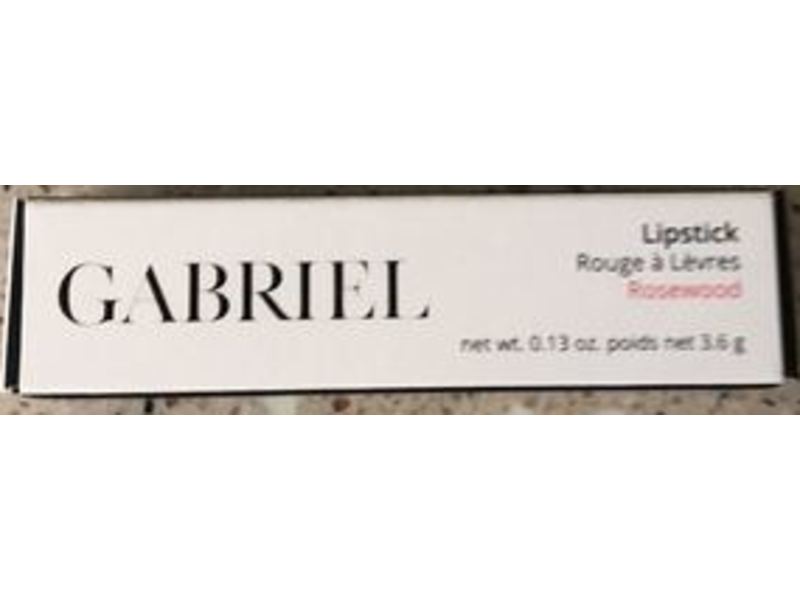 GABRIEL
Lipstick
Rouge à Lèvres
Rosewood
net wt. 0.13 oz. poids net 3.6 g